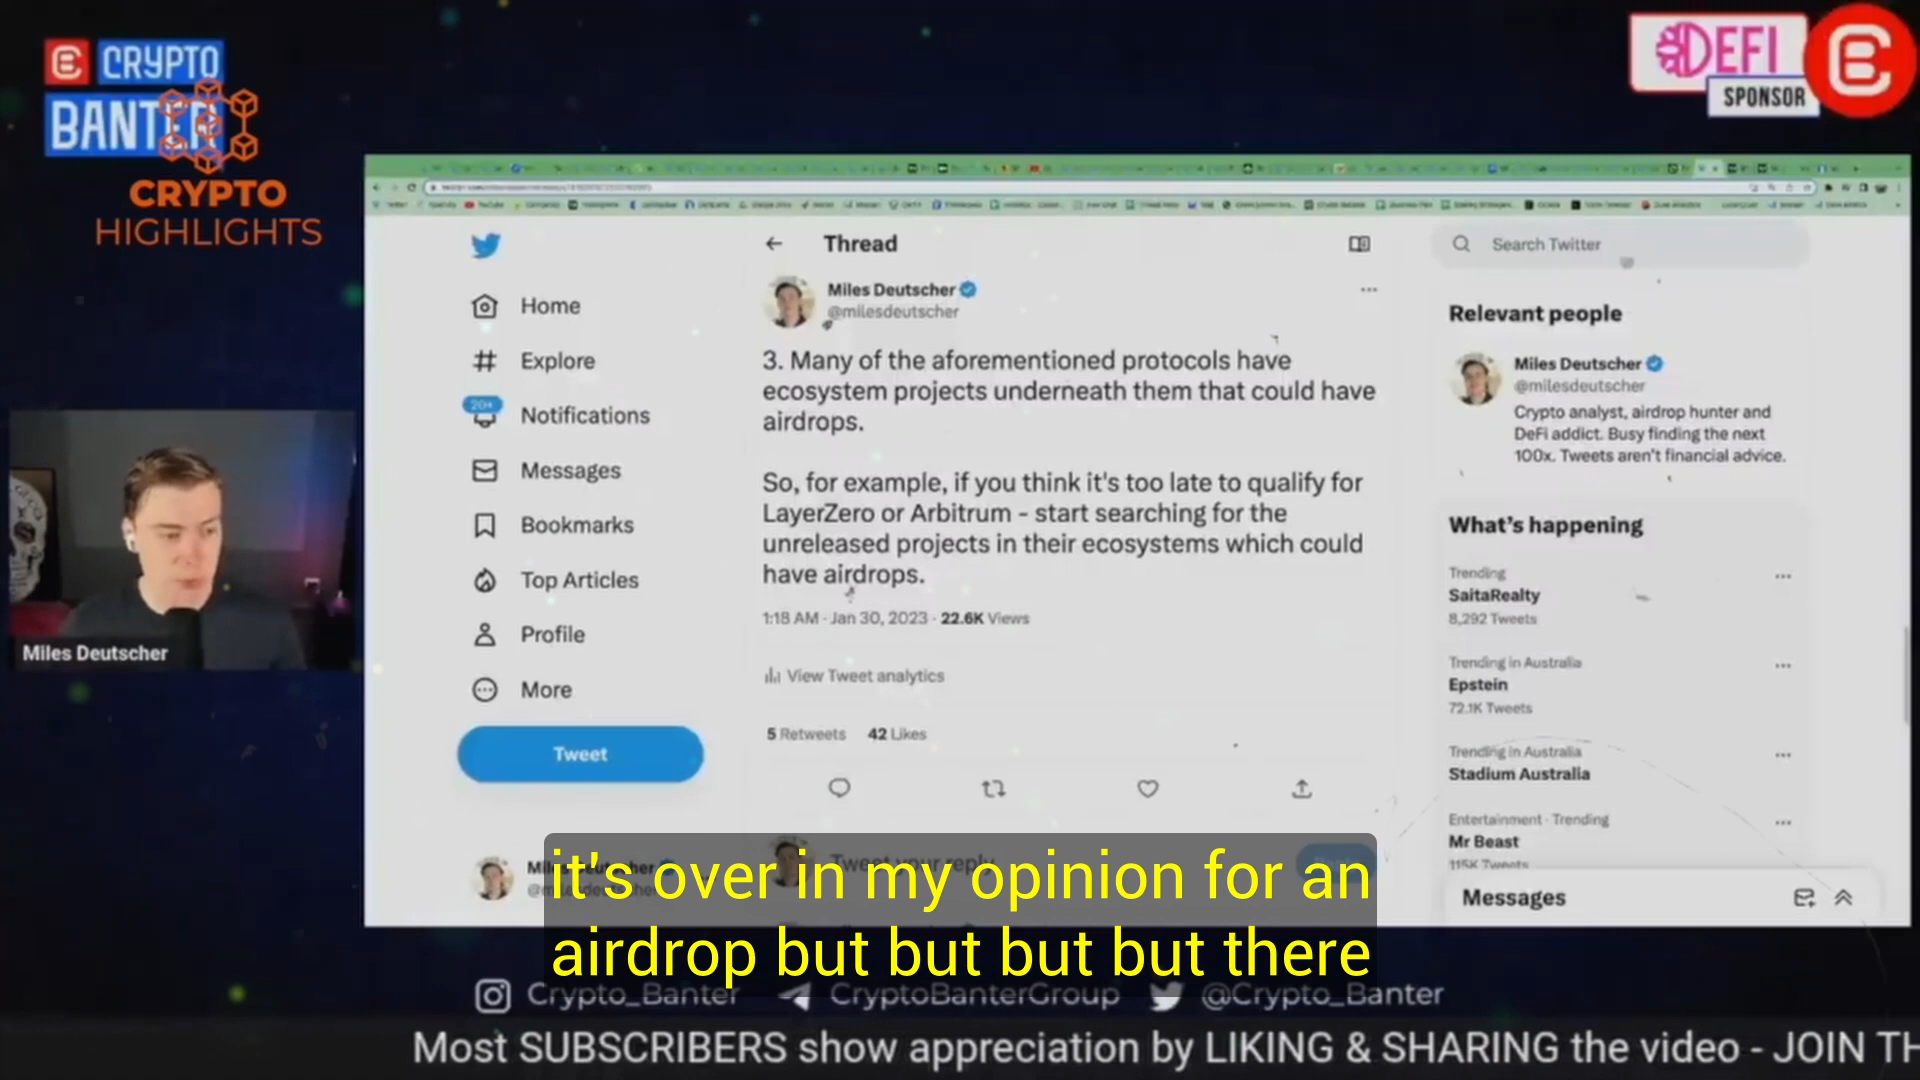 CRYPTO
BANTER
CRYPTO
HIGHLIGHTS
DEFI
SPONSOR
Thread
Search Twitter
Miles Deutscher
@milesdeutscher
Home
Explore
20+
Notifications
Messages
Bookmarks
Top Articles
Profile
More
Tweet
3. Many of the aforementioned protocols have
ecosystem projects underneath them that could have
airdrops.
So, for example, if you think it's too late to qualify for
LayerZero or Arbitrum - start searching for the
unreleased projects in their ecosystems which could
have airdrops.
1:18 AM · Jan 30, 2023 · 22.6K Views
View Tweet analytics
5 Retweets 42 Likes
Tweet your reply
Relevant people
Miles Deutscher
@milesdeutscher
Crypto analyst, airdrop hunter and
DeFi addict. Busy finding the next
100x. Tweets aren't financial advice.
What's happening
Trending
SaitaRealty
8,292 Tweets
Trending in Australia
Epstein
72.1K Tweets
Trending in Australia
Stadium Australia
Entertainment · Trending
Mr Beast
115K Tweets
Messages
Miles Deutscher
it's over in my opinion for an
airdrop but but but but there
Crypto_Banter CryptoBanterGroup @Crypto_Banter
Most SUBSCRIBERS show appreciation by LIKING & SHARING the video - JOIN TH